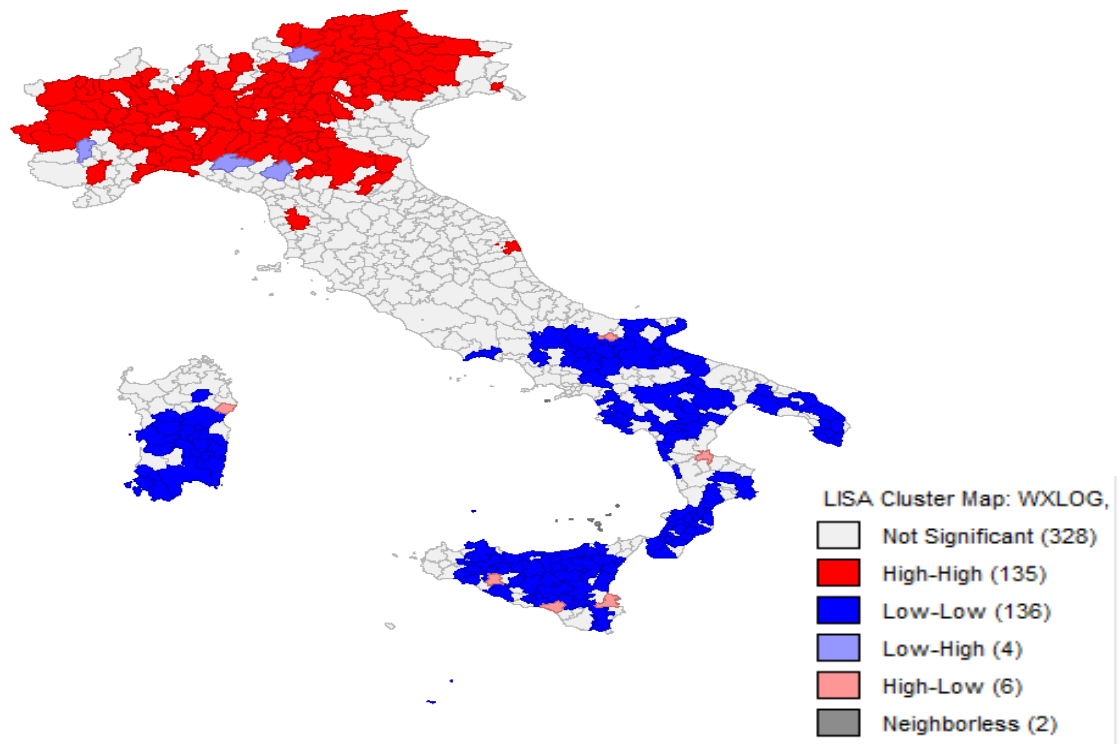 LISA Cluster Map: WXLOG,
Not Significant (328)
High-High (135)
Low-Low (136)
Low-High (4)
High-Low (6)
Neighborless (2)